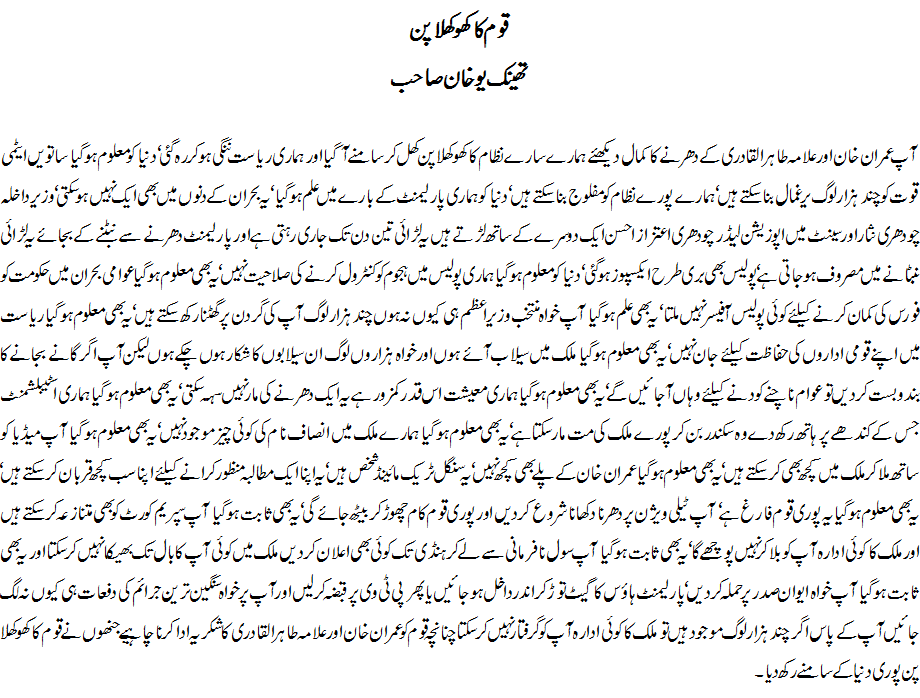 قوم کا کھوکھلا پن
تھینک یو خان صاحب
آپ عمران خان اور علامہ طاہر القادری کے دھرنے کا کمال دیکھئے ہمارے سارے نظام کا کھوکھلا پن کھل کر سامنے آ گیا اور ہماری ریاست ننگی ہو کر رہ گئی‘ دنیا کو معلوم ہو گیا ساتویں ایٹمی
قوت کو چند ہزار لوگ یرغمال بنا سکتے ہیں‘ ہمارے پورے نظام کو مفلوج بنا سکتے ہیں‘ دنیا کو ہماری پارلیمنٹ کے بارے میں علم ہو گیا‘ یہ بحران کے دنوں میں بھی ایک نہیں ہو سکتی‘ وزیر داخلہ
چودھری نثار اور سینٹ میں اپوزیشن لیڈر چودھری اعتزاز احسن ایک دوسرے کے ساتھ لڑتے ہیں یہ لڑائی تین دن تک جاری رہتی ہے اور پارلیمنٹ دھرنے سے نبٹنے کے بجائے یہ لڑائی
نبٹانے میں مصروف ہو جاتی ہے‘ پولیس بھی بری طرح ایکسپوز ہو گئی‘ دنیا کو معلوم ہو گیا ہماری پولیس میں ہجوم کو کنٹرول کرنے کی صلاحیت نہیں‘ یہ بھی معلوم ہو گیا عوامی بحران میں حکومت کو
فورس کی کمان کرنے کیلئے کوئی پولیس آفیسر نہیں ملتا‘ یہ بھی علم ہو گیا آپ خواہ منتخب وزیراعظم ہی کیوں نہ ہوں چند ہزار لوگ آپ کی گردن پر گھٹنا رکھ سکتے ہیں‘ یہ بھی معلوم ہو گیا ریاست
میں اپنے قومی اداروں کی حفاظت کیلئے جان نہیں‘ یہ بھی معلوم ہو گیا ملک میں سیلاب آئے ہوں اور خواہ ہزاروں لوگ ان سیلابوں کا شکار ہوں چکے ہوں لیکن آپ اگر گانے بجانے کا
بندوبست کر دیں تو عوام ناچنے کودنے کیلئے وہاں آ جائیں گے‘ یہ بھی معلوم ہو گیا ہماری معیشت اس قدر کمزور ہے یہ ایک دھرنے کی مار نہیں سہہ سکتی‘ یہ بھی معلوم ہو گیا ہماری اسٹیبلشمنٹ
جس کے کندھے پر ہاتھ رکھ دے وہ سکندر بن کر پورے ملک کی مت مار سکتا ہے‘ یہ بھی معلوم ہو گیا ہمارے ملک میں انصاف نام کی کوئی چیز موجود نہیں‘ یہ بھی معلوم ہو گیا آپ میڈیا کو
ساتھ ملا کر ملک میں کچھ بھی کر سکتے ہیں‘ یہ بھی معلوم ہو گیا عمران خان کے پلے بھی کچھ نہیں‘ یہ سنگل ٹریک مائینڈ شخص ہیں‘ یہ اپنا ایک مطالبہ منظور کرانے کیلئے اپنا سب کچھ قربان کر سکتے ہیں‘
یہ بھی معلوم ہو گیا یہ پوری قوم فارغ ہے‘ آپ ٹیلی ویژن پر دھرنا دکھانا شروع کر دیں اور پوری قوم کام چھوڑ کر بیٹھ جائے گی‘ یہ بھی ثابت ہو گیا آپ سپریم کورٹ کو بھی متنازعہ کر سکتے ہیں
اور ملک کا کوئی ادارہ آپ کو بلا کر نہیں پوچھے گا‘ یہ بھی ثابت ہو گیا آپ سول نافرمانی سے لے کر ہنڈی تک کوئی بھی اعلان کر دیں ملک میں کوئی آپ کا بال تک بھیکا نہیں کر سکتا اور یہ بھی
ثابت ہو گیا آپ خواہ ایوان صدر پر حملہ کر دیں‘ پارلیمنٹ ہاؤس کا گیٹ توڑ کر اندر داخل ہو جائیں یا پھر پی ٹی وی پر قبضہ کر لیں اور آپ پر خواہ سنگین ترین جرائم کی دفعات ہی کیوں نہ لگ
جائیں آپ کے پاس اگر چند ہزار لوگ موجود ہیں تو ملک کا کوئی ادارہ آپ کو گرفتار نہیں کر سکتا چنانچہ قوم کو عمران خان اور علامہ طاہر القادری کا شکریہ ادا کرنا چاہیے جنھوں نے قوم کا کھوکھلا
پن پوری دنیا کے سامنے رکھ دیا۔